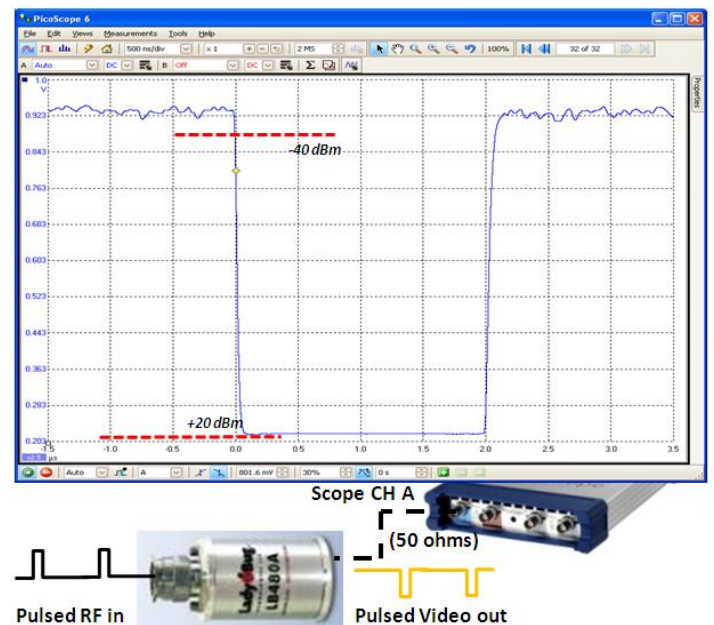 PicoScope 6
File Edit Views Measurements Tools Help
500 ns/div x 1 2 MS 100% 32 of 32
A Auto DC B Off DC Σ
1.0
V
0.923
0.843
0.763
0.683
0.603
0.523
0.443
0.363
0.283
0.203
-40 dBm
+20 dBm
-1.5 -1.0 -0.5 0.0 0.5 1.0 1.5 2.0 2.5 3.0 3.5
µs
Properties
Auto A 801.6 mV 30% 0 s
Scope CH A
(50 ohms)
LadyBug
LB480A
Pulsed RF in
Pulsed Video out